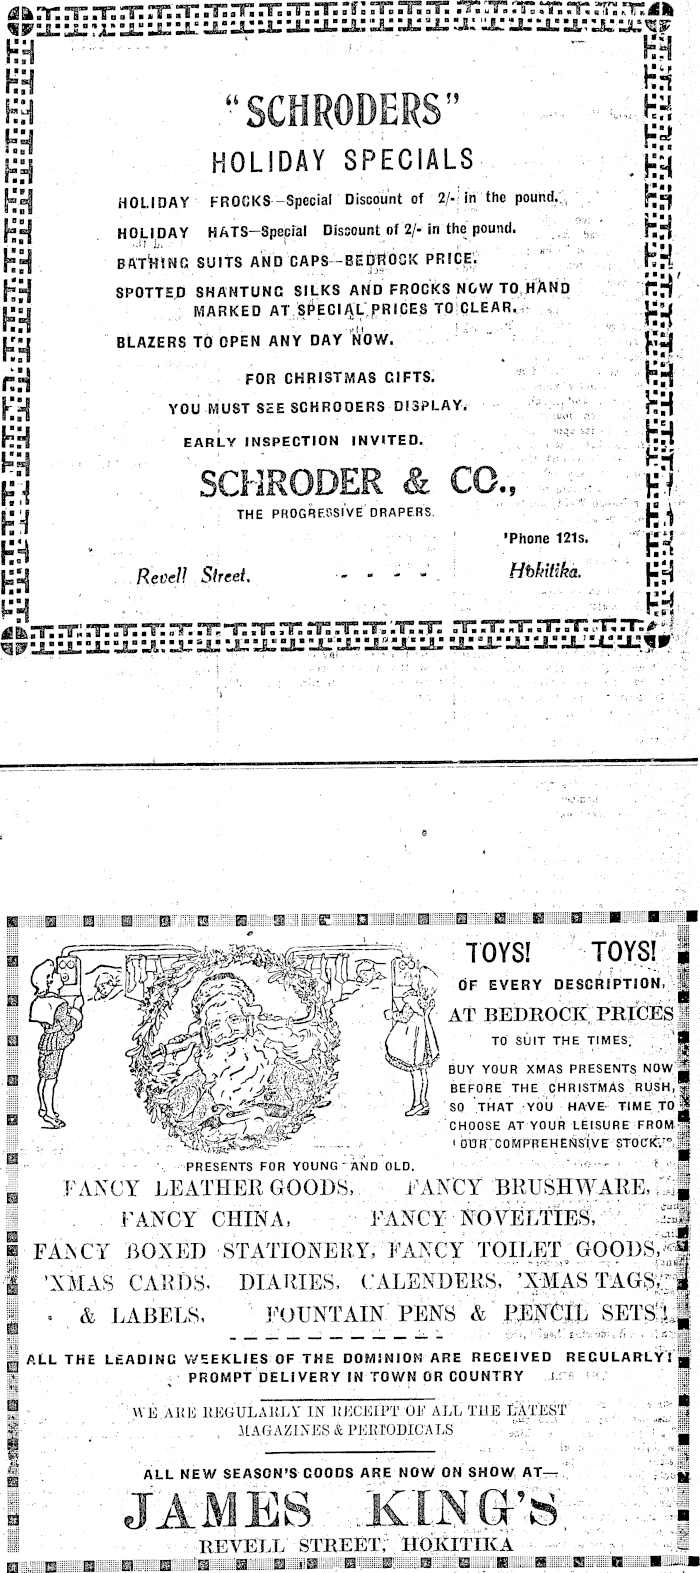 "SCHRODERS"
HOLIDAY SPECIALS
HOLIDAY FROCKS—Special Discount of 2/- in the pound.
HOLIDAY HATS—Special Discount of 2/- in the pound.
BATHING SUITS AND CAPS—BEDROCK PRICE.
SPOTTED SHANTUNG SILKS AND FROCKS NOW TO HAND
MARKED AT SPECIAL PRICES TO CLEAR.
BLAZERS TO OPEN ANY DAY NOW.
FOR CHRISTMAS GIFTS.
YOU MUST SEE SCHRODERS DISPLAY.
EARLY INSPECTION INVITED.
SCHRODER & CO.,
THE PROGRESSIVE DRAPERS.
'Phone 121s.
Revell Street. - - - - Hokitika.
TOYS! TOYS!
OF EVERY DESCRIPTION,
AT BEDROCK PRICES
TO SUIT THE TIMES.
BUY YOUR XMAS PRESENTS NOW
BEFORE THE CHRISTMAS RUSH,
SO THAT YOU HAVE TIME TO
CHOOSE AT YOUR LEISURE FROM
'OUR COMPREHENSIVE STOCK."
PRESENTS FOR YOUNG AND OLD.
FANCY LEATHER GOODS, FANCY BRUSHWARE,
FANCY CHINA, FANCY NOVELTIES,
FANCY BOXED STATIONERY, FANCY TOILET GOODS,
'XMAS CARDS, DIARIES, CALENDERS, 'XMAS TAGS,
& LABELS, FOUNTAIN PENS & PENCIL SETS!
ALL THE LEADING WEEKLIES OF THE DOMINION ARE RECEIVED REGULARLY!
PROMPT DELIVERY IN TOWN OR COUNTRY
WE ARE REGULARLY IN RECEIPT OF ALL THE LATEST
MAGAZINES & PERIODICALS
ALL NEW SEASON'S GOODS ARE NOW ON SHOW AT—
JAMES KING'S
REVELL STREET, HOKITIKA